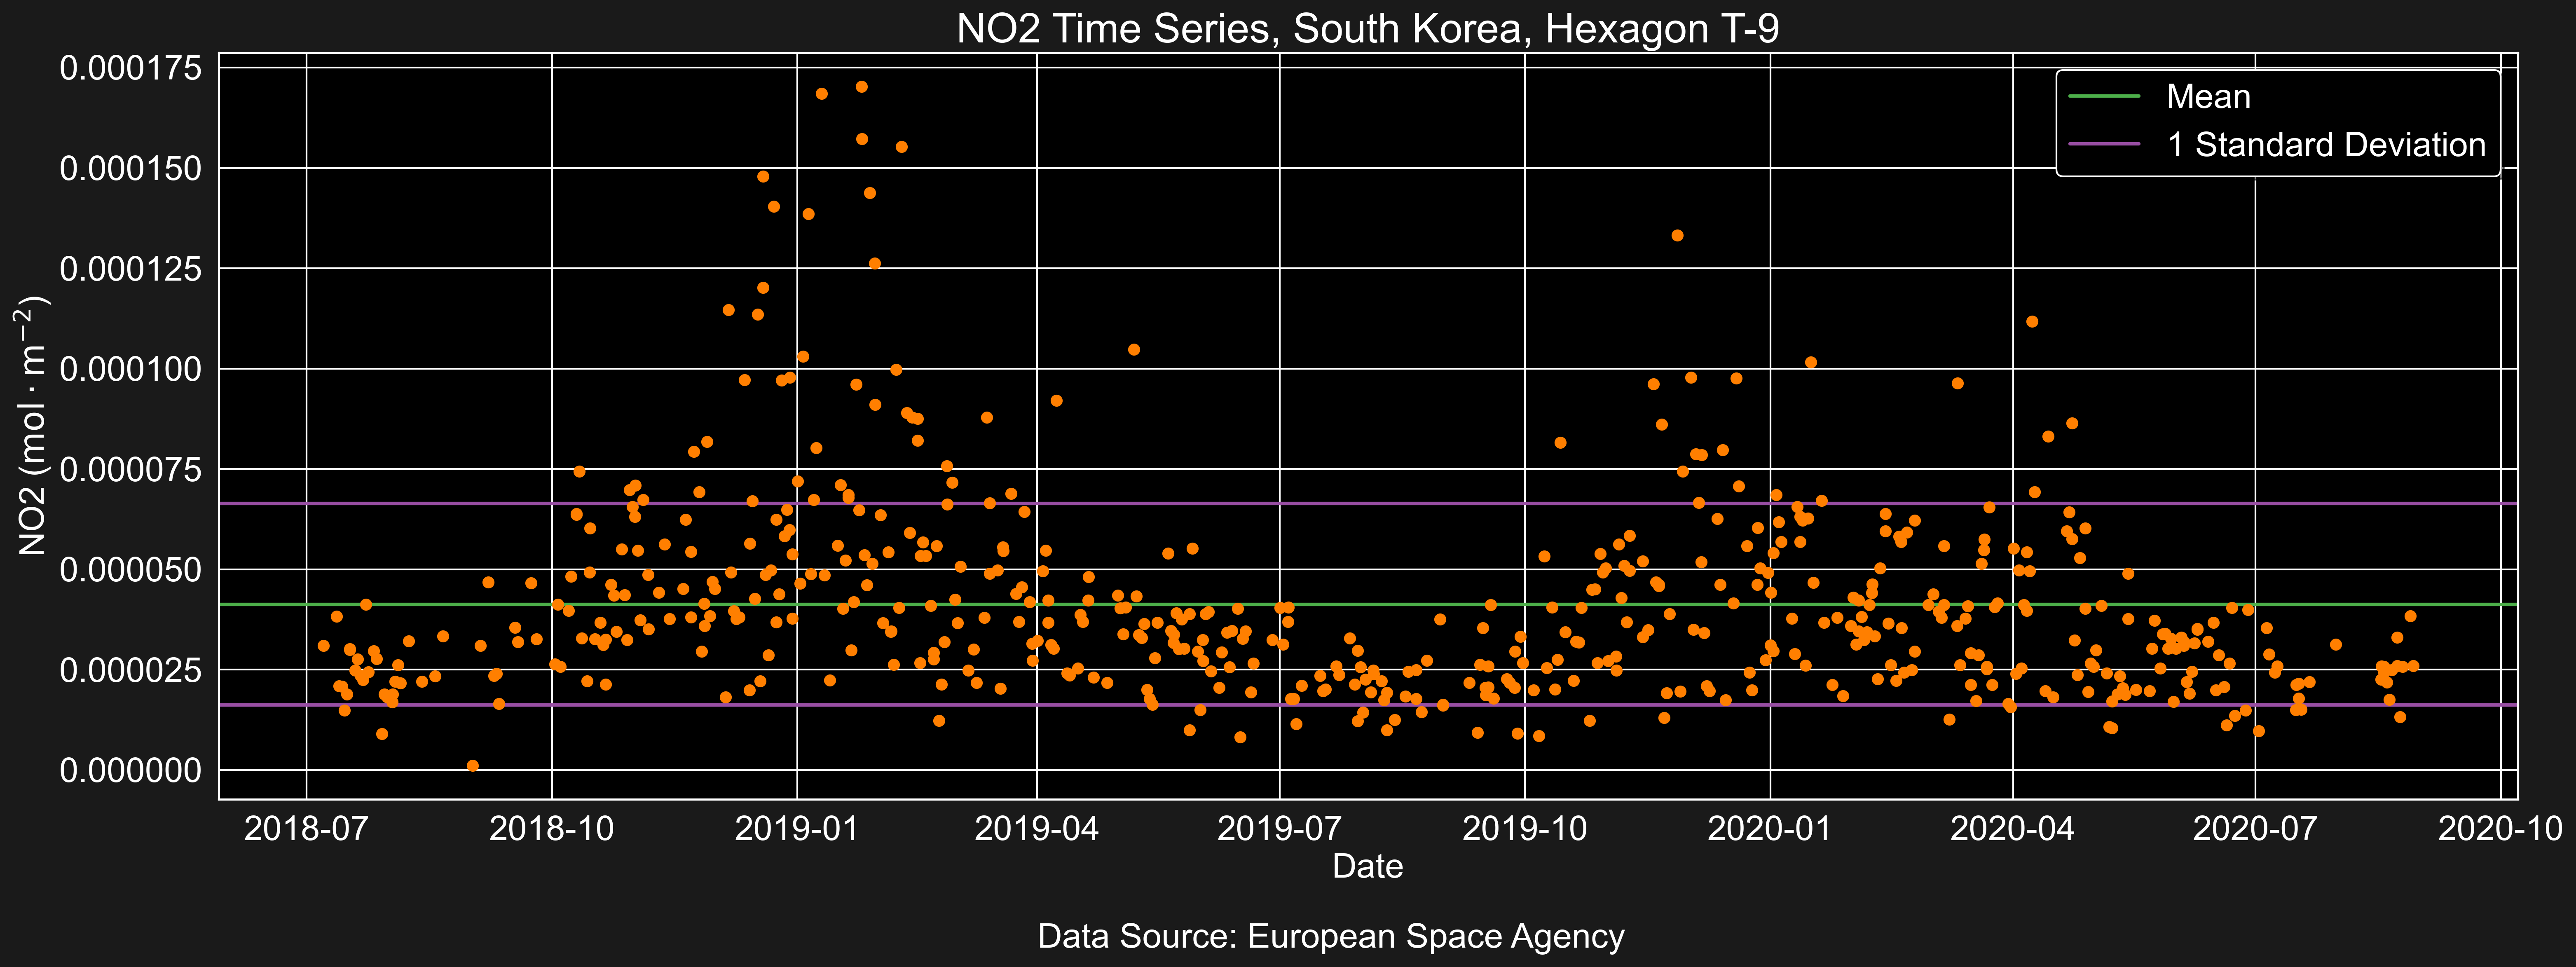 NO2 Time Series, South Korea, Hexagon T-9
0.000175
0.000150
0.000125
0.000100
0.000075
0.000050
0.000025
0.000000
NO2 (mol · m⁻²)
Mean
1 Standard Deviation
2018-07 2018-10 2019-01 2019-04 2019-07 2019-10 2020-01 2020-04 2020-07 2020-10
Date
Data Source: European Space Agency